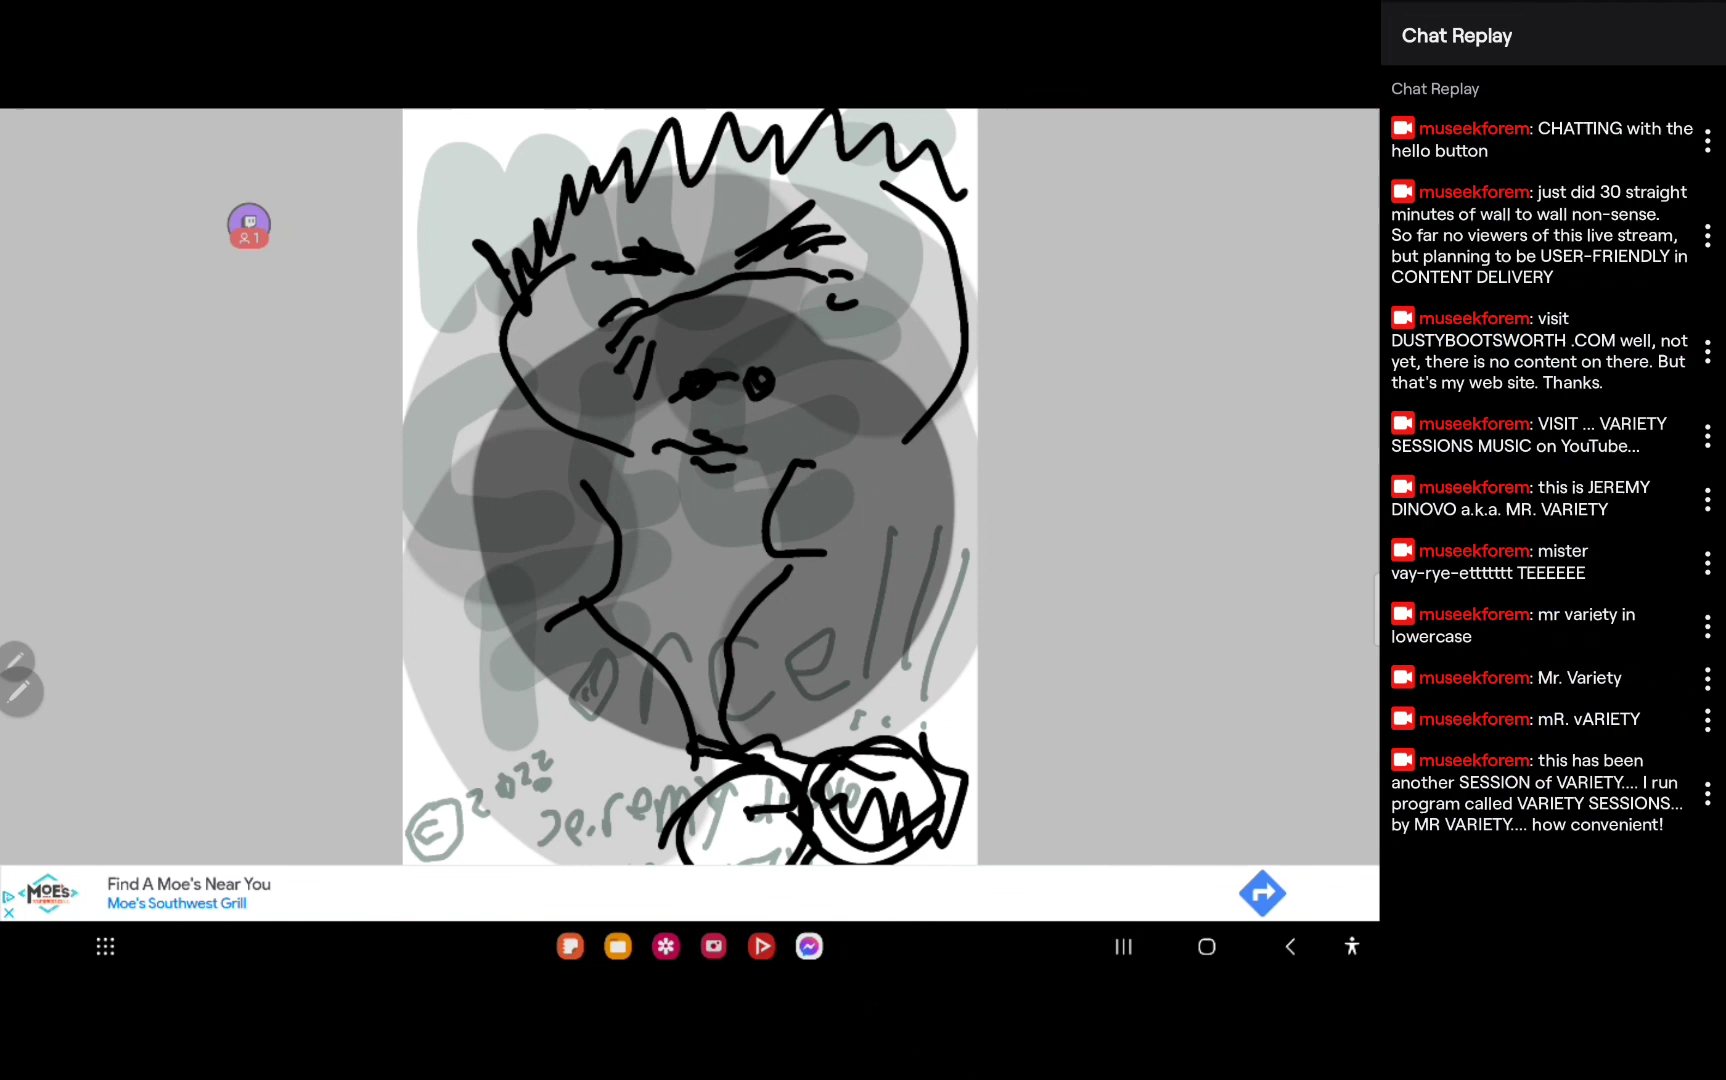 Chat Replay
Chat Replay
museekforem: CHATTING with the
hello button
museekforem: just did 30 straight
minutes of wall to wall non-sense.
So far no viewers of this live stream,
but planning to be USER-FRIENDLY in
CONTENT DELIVERY
museekforem: visit
DUSTYBOOTSWORTH .COM well, not
yet, there is no content on there. But
that's my web site. Thanks.
museekforem: VISIT ... VARIETY
SESSIONS MUSIC on YouTube...
museekforem: this is JEREMY
DINOVO a.k.a. MR. VARIETY
museekforem: mister
vay-rye-ettttttt TEEEEEE
museekforem: mr variety in
lowercase
museekforem: Mr. Variety
museekforem: mR. vARIETY
museekforem: this has been
another SESSION of VARIETY.... I run
program called VARIETY SESSIONS...
by MR VARIETY.... how convenient!
1
orce!!!
© 2022 Jeremy
MOE's
Find A Moe's Near You
Moe's Southwest Grill